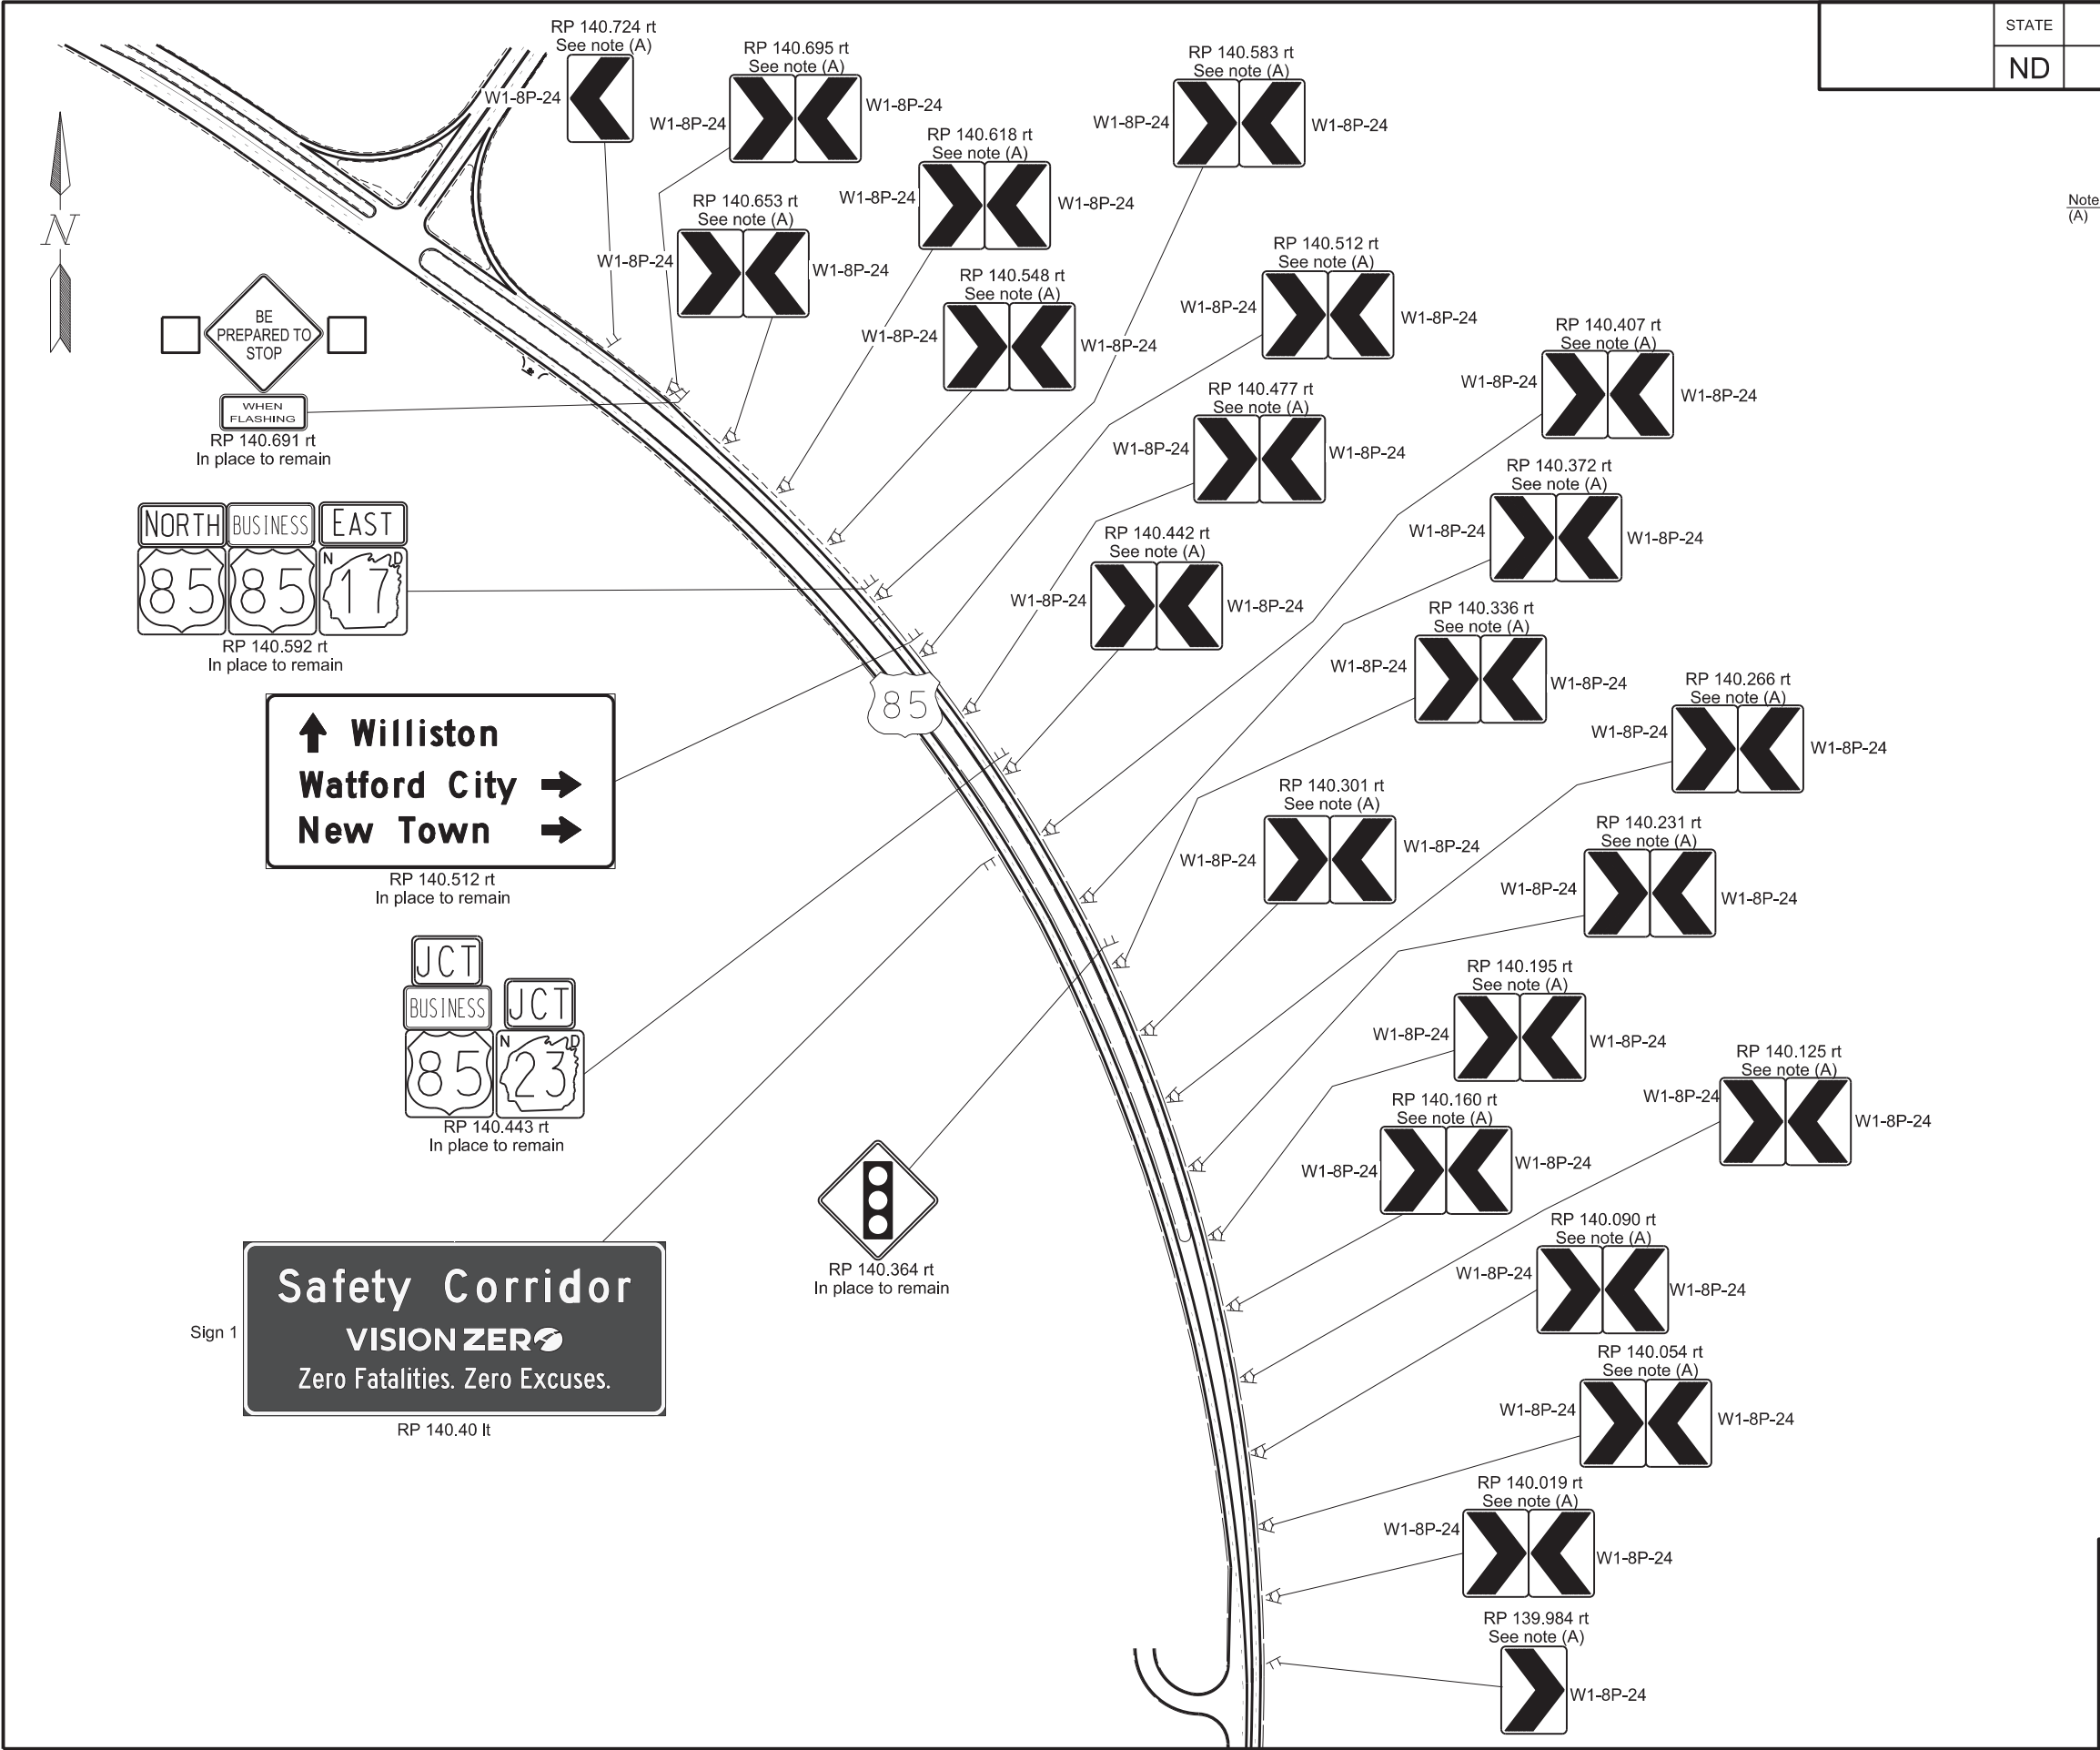 STATE
ND
Note
(A)
N
RP 140.724 rt
See note (A)
W1-8P-24
RP 140.695 rt
See note (A)
W1-8P-24
W1-8P-24
RP 140.583 rt
See note (A)
W1-8P-24
W1-8P-24
RP 140.618 rt
See note (A)
W1-8P-24
W1-8P-24
RP 140.653 rt
See note (A)
W1-8P-24
W1-8P-24
RP 140.548 rt
See note (A)
W1-8P-24
W1-8P-24
RP 140.512 rt
See note (A)
W1-8P-24
W1-8P-24
RP 140.407 rt
See note (A)
W1-8P-24
W1-8P-24
RP 140.477 rt
See note (A)
W1-8P-24
W1-8P-24
RP 140.372 rt
See note (A)
W1-8P-24
W1-8P-24
RP 140.442 rt
See note (A)
W1-8P-24
W1-8P-24
RP 140.336 rt
See note (A)
W1-8P-24
W1-8P-24
RP 140.266 rt
See note (A)
W1-8P-24
W1-8P-24
RP 140.301 rt
See note (A)
W1-8P-24
W1-8P-24
RP 140.231 rt
See note (A)
W1-8P-24
W1-8P-24
RP 140.195 rt
See note (A)
W1-8P-24
W1-8P-24
RP 140.125 rt
See note (A)
W1-8P-24
W1-8P-24
RP 140.160 rt
See note (A)
W1-8P-24
W1-8P-24
RP 140.090 rt
See note (A)
W1-8P-24
W1-8P-24
RP 140.054 rt
See note (A)
W1-8P-24
W1-8P-24
RP 140.019 rt
See note (A)
W1-8P-24
W1-8P-24
RP 139.984 rt
See note (A)
W1-8P-24
BE
PREPARED TO
STOP
WHEN
FLASHING
RP 140.691 rt
In place to remain
NORTH BUSINESS EAST
85 85 N D 17
RP 140.592 rt
In place to remain
85
Williston
Watford City
New Town
RP 140.512 rt
In place to remain
JCT
BUSINESS JCT
85 N D 23
RP 140.443 rt
In place to remain
RP 140.364 rt
In place to remain
Sign 1
Safety Corridor
VISION ZERO
Zero Fatalities. Zero Excuses.
RP 140.40 lt